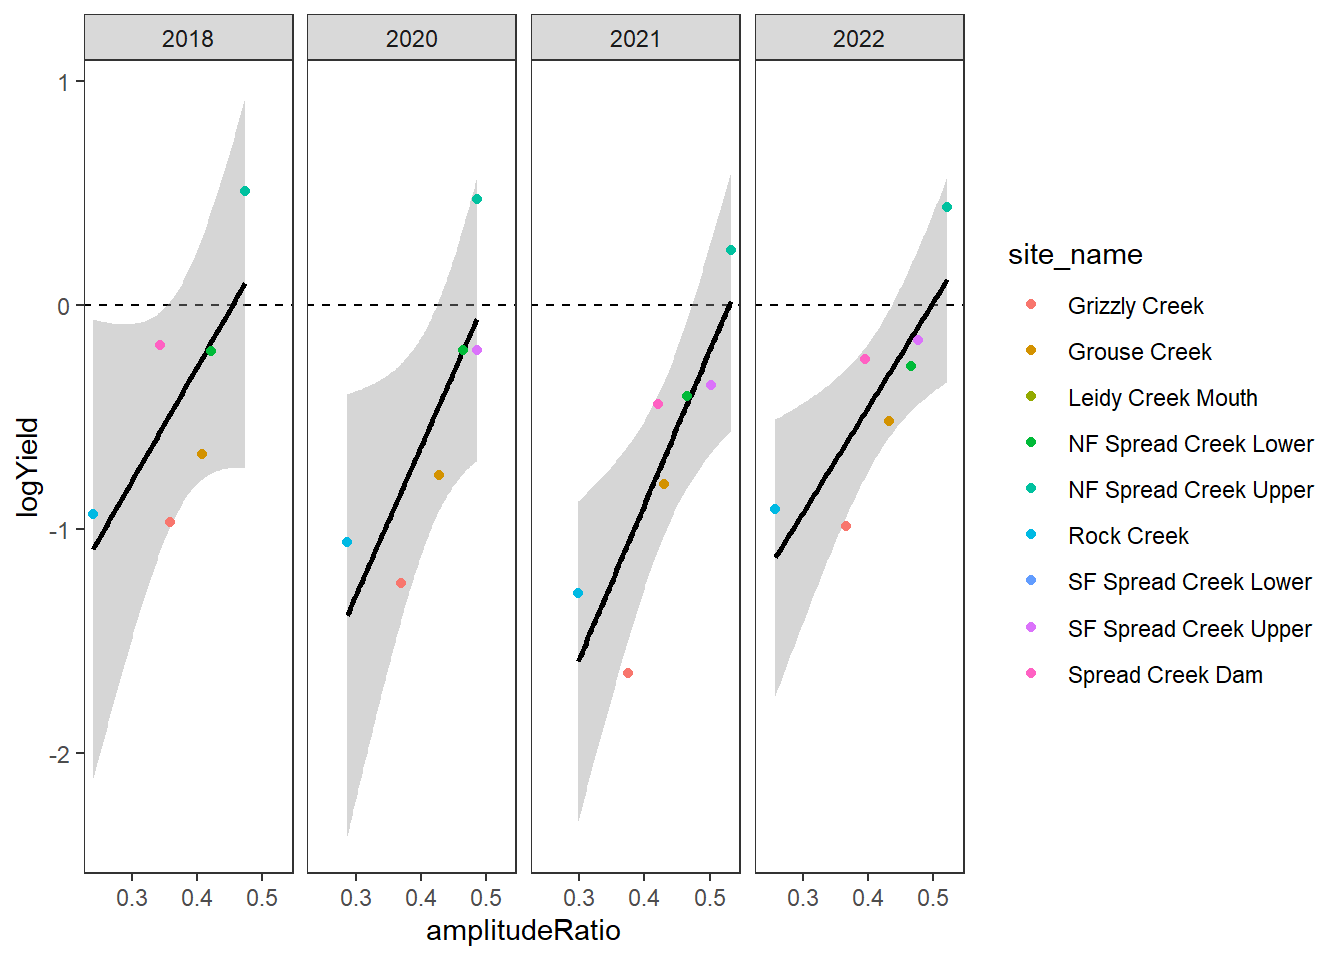 2018 2020 2021 2022
1
0
-1
-2
logYield
0.3 0.4 0.5 0.3 0.4 0.5 0.3 0.4 0.5 0.3 0.4 0.5
amplitudeRatio
site_name
Grizzly Creek
Grouse Creek
Leidy Creek Mouth
NF Spread Creek Lower
NF Spread Creek Upper
Rock Creek
SF Spread Creek Lower
SF Spread Creek Upper
Spread Creek Dam